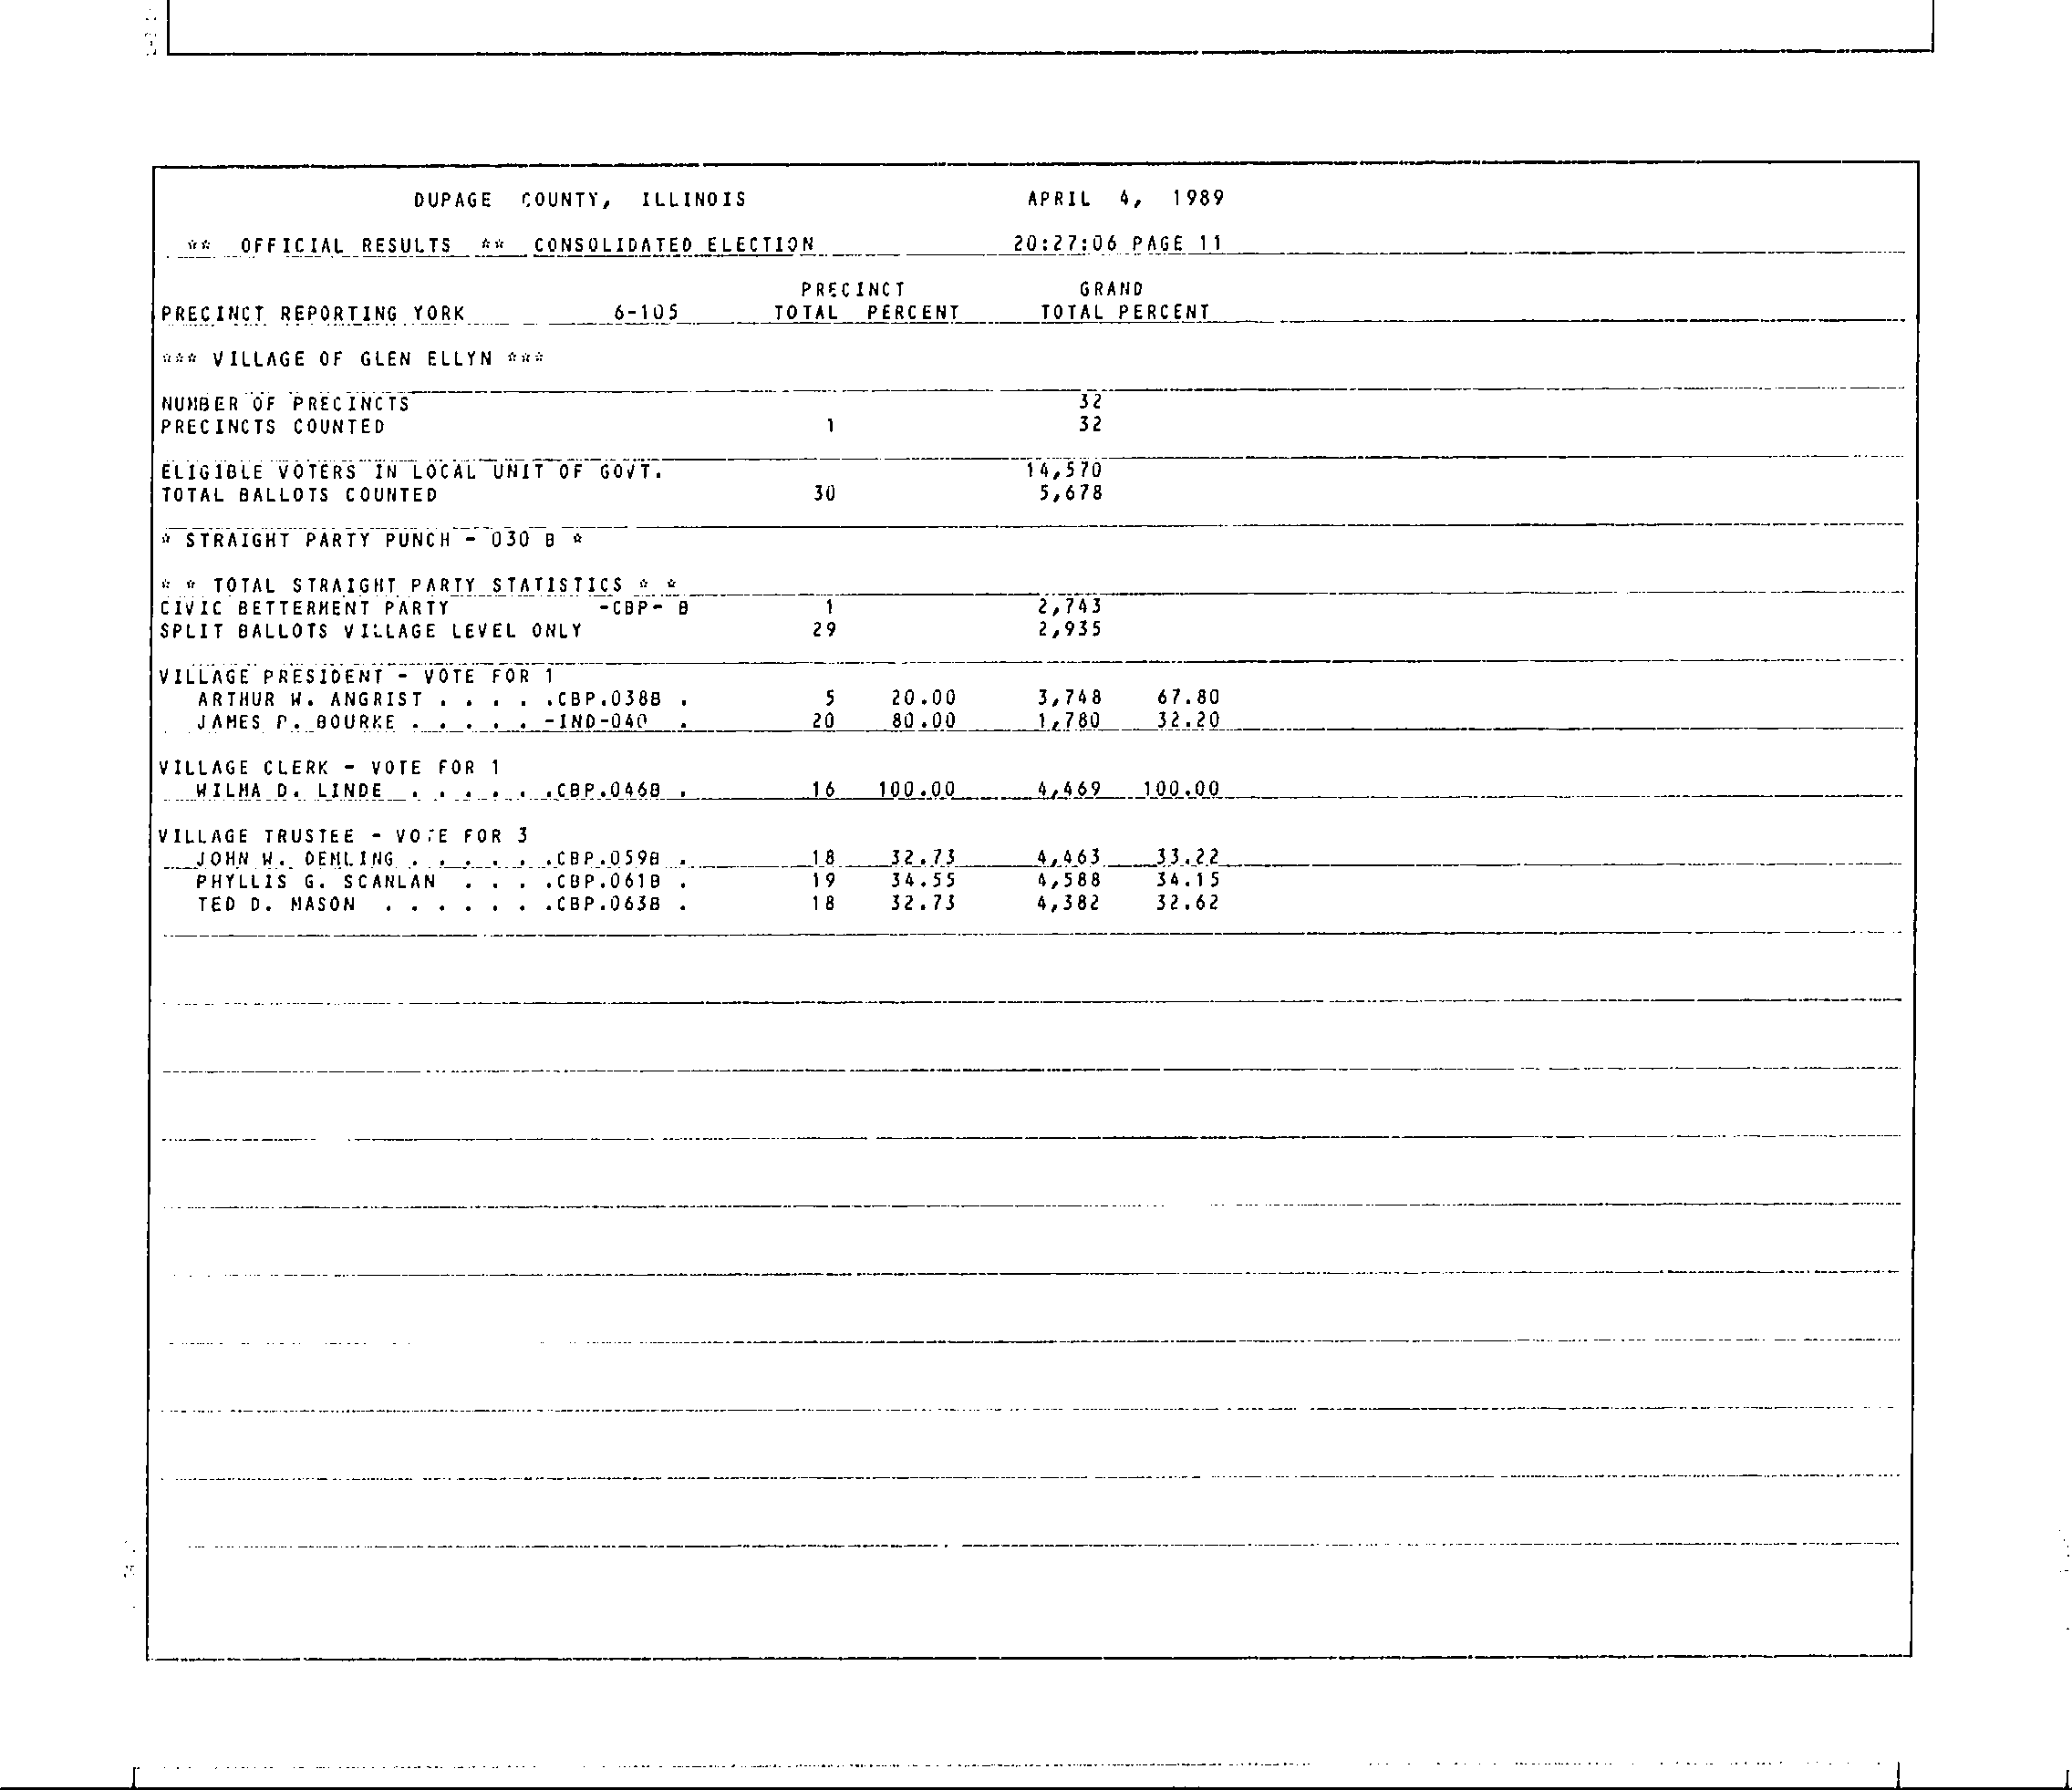 DUPAGE COUNTY, ILLINOIS APRIL 4, 1989
** OFFICIAL RESULTS ** CONSOLIDATED ELECTION 20:27:06 PAGE 11
PRECINCT GRAND
PRECINCT REPORTING YORK 6-105 TOTAL PERCENT TOTAL PERCENT
*** VILLAGE OF GLEN ELLYN ***
NUMBER OF PRECINCTS 32
PRECINCTS COUNTED 1 32
ELIGIBLE VOTERS IN LOCAL UNIT OF GOVT. 14,570
TOTAL BALLOTS COUNTED 30 5,678
* STRAIGHT PARTY PUNCH - 030 B *
* * TOTAL STRAIGHT PARTY STATISTICS * *
CIVIC BETTERMENT PARTY -CBP- B 1 2,743
SPLIT BALLOTS VILLAGE LEVEL ONLY 29 2,935
VILLAGE PRESIDENT - VOTE FOR 1
ARTHUR W. ANGRIST . . . . .CBP.038B . 5 20.00 3,748 67.80
JAMES P. BOURKE . . . . . -IND-040 . 20 80.00 1,780 32.20
VILLAGE CLERK - VOTE FOR 1
WILMA D. LINDE . . . . . .CBP.046B . 16 100.00 4,469 100.00
VILLAGE TRUSTEE - VOTE FOR 3
JOHN W. DEMLING . . . . . .CBP.059B . 18 32.73 4,463 33.22
PHYLLIS G. SCANLAN . . . .CBP.061B . 19 34.55 4,588 34.15
TED D. MASON . . . . . . .CBP.063B . 18 32.73 4,382 32.62